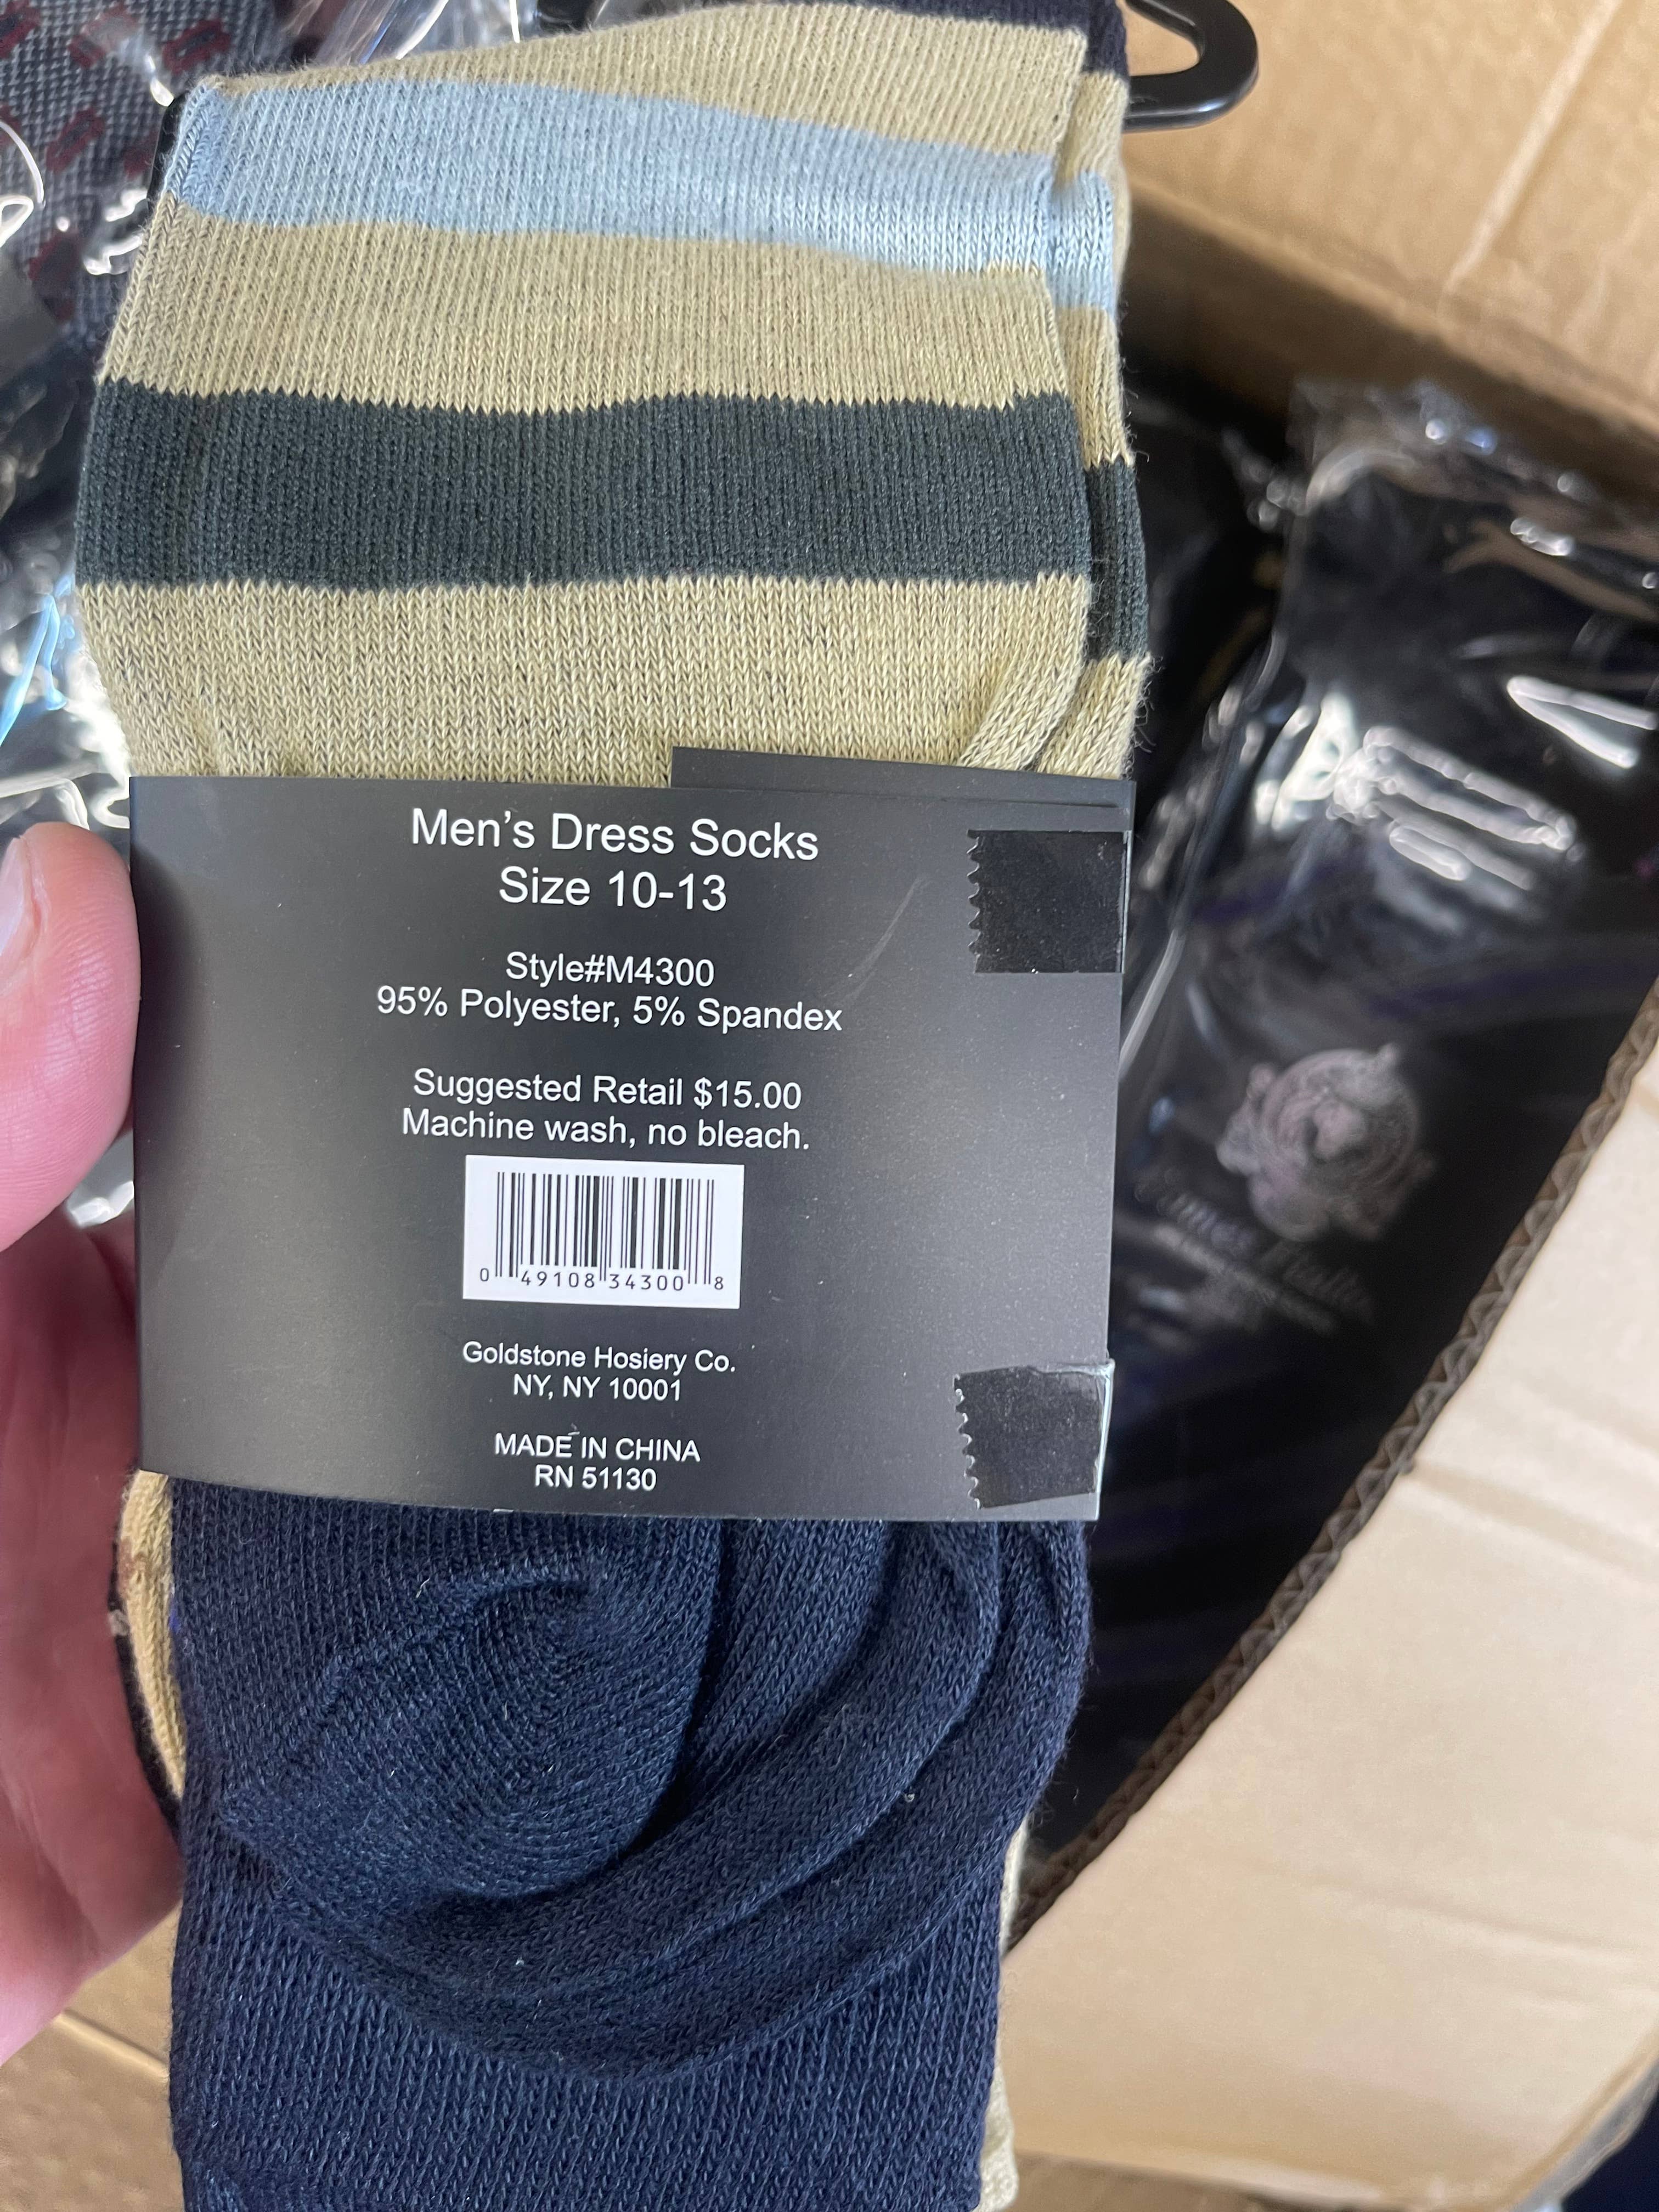 Men's Dress Socks
Size 10-13
Style#M4300
95% Polyester, 5% Spandex
Suggested Retail $15.00
Machine wash, no bleach.
0 49108 34300 8
Goldstone Hosiery Co.
NY, NY 10001
MADE IN CHINA
RN 51130